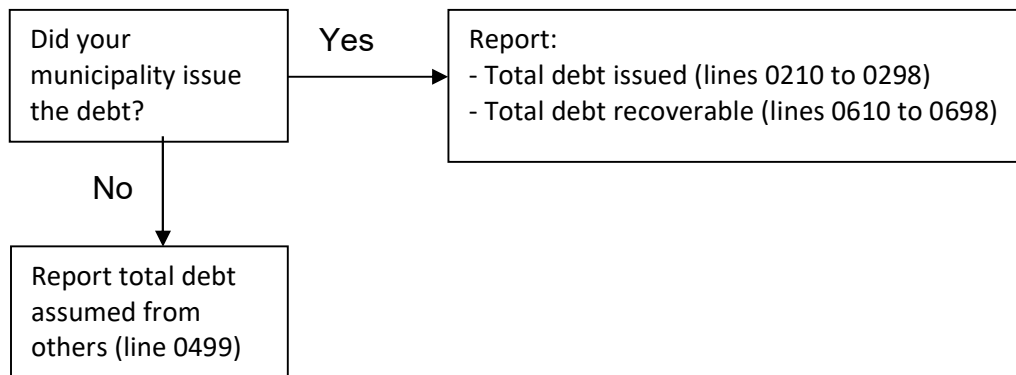 Did your
municipality issue
the debt?
Yes
Report:
- Total debt issued (lines 0210 to 0298)
- Total debt recoverable (lines 0610 to 0698)
No
Report total debt
assumed from
others (line 0499)